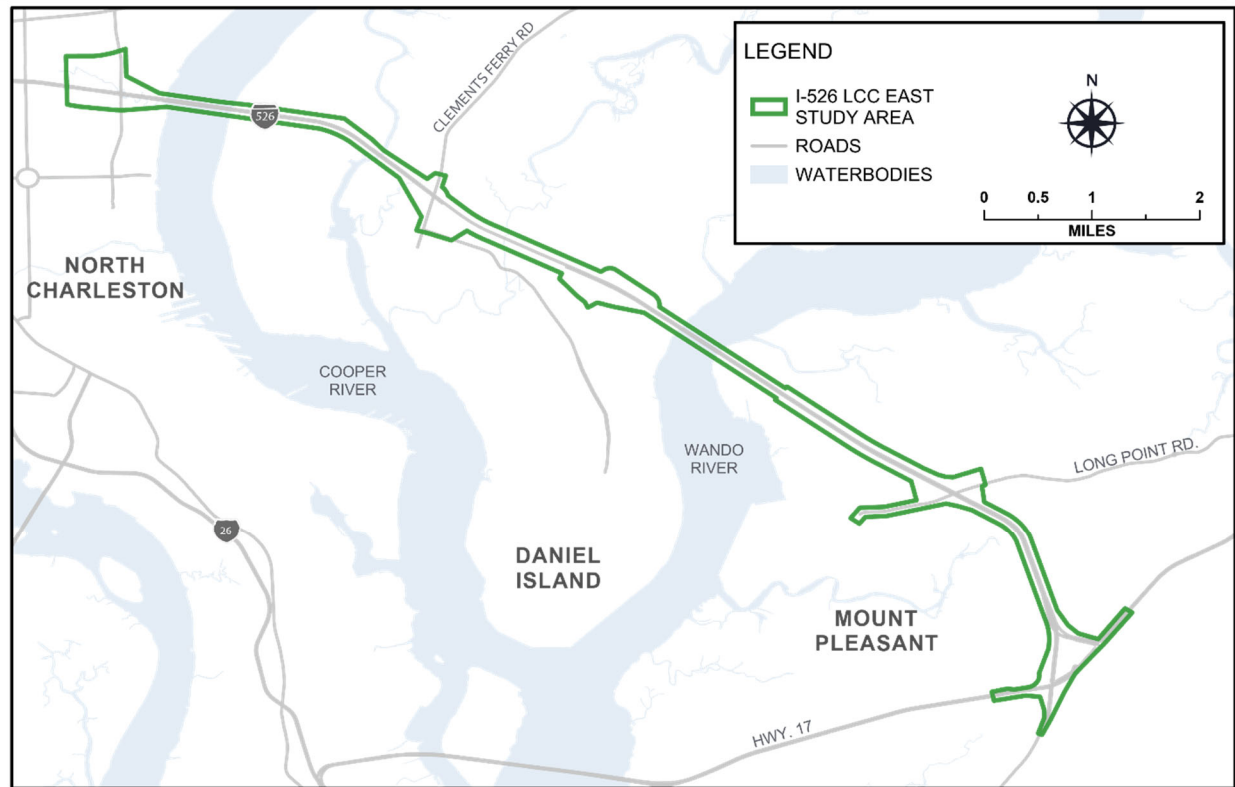 LEGEND
I-526 LCC EAST
STUDY AREA
ROADS
WATERBODIES
N
0 0.5 1 2
MILES
CLEMENTS FERRY RD
526
NORTH
CHARLESTON
COOPER
RIVER
WANDO
RIVER
LONG POINT RD.
26
DANIEL
ISLAND
MOUNT
PLEASANT
HWY. 17